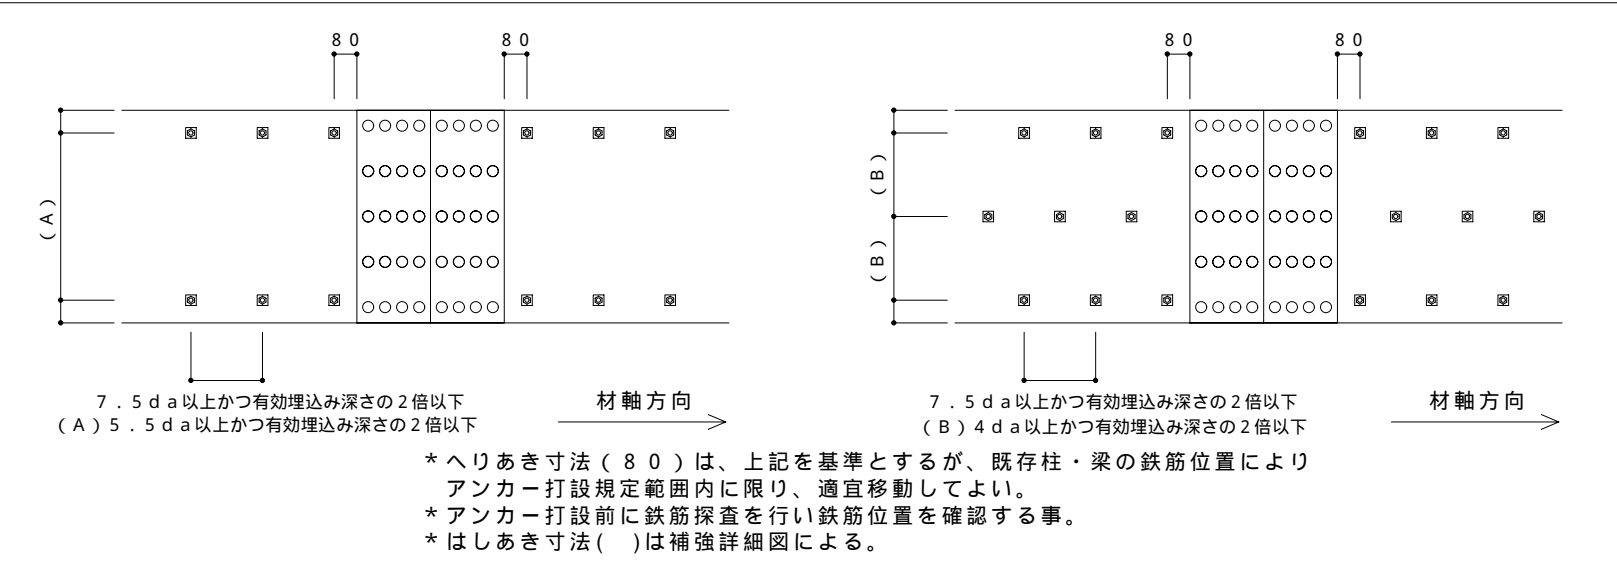 80
80
(A)
7.5da以上かつ有効埋込み深さの2倍以下
(A)5.5da以上かつ有効埋込み深さの2倍以下
材軸方向
80
80
(B)
(B)
7.5da以上かつ有効埋込み深さの2倍以下
(B)4da以上かつ有効埋込み深さの2倍以下
材軸方向
*へりあき寸法(80)は、上記を基準とするが、既存柱・梁の鉄筋位置により
アンカー打設規定範囲内に限り、適宜移動してよい。
*アンカー打設前に鉄筋探査を行い鉄筋位置を確認する事。
*はしあき寸法( )は補強詳細図による。